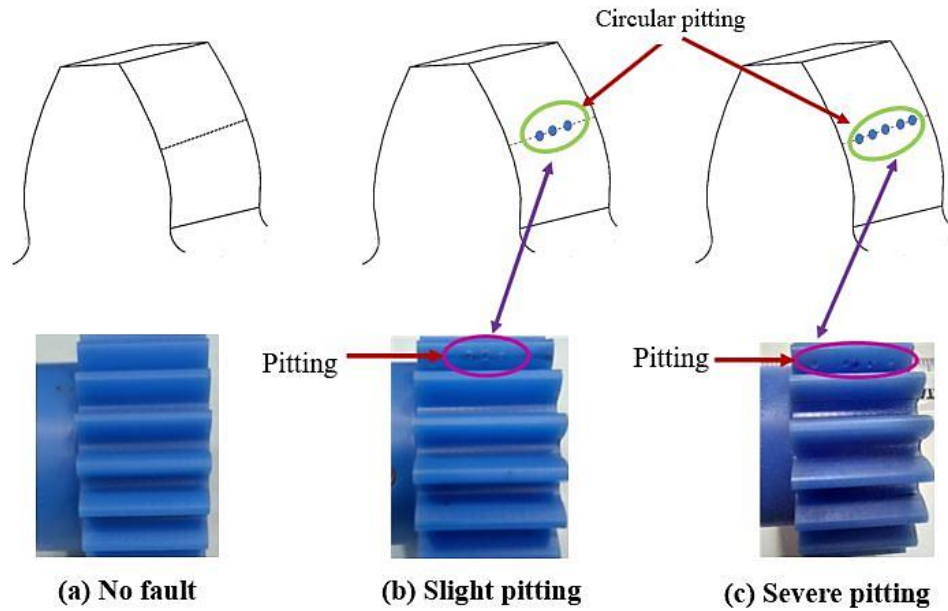 Circular pitting
Pitting
Pitting
(a) No fault
(b) Slight pitting
(c) Severe pitting